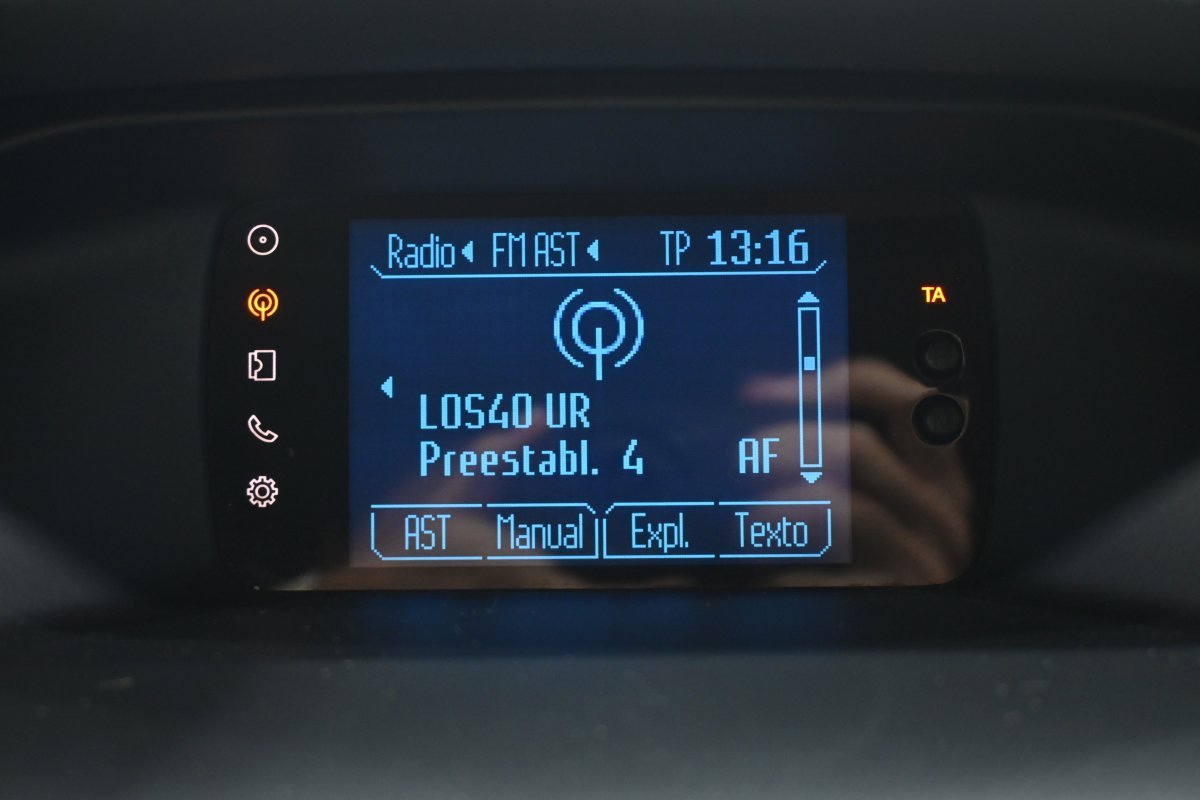 Radio FM AST TP 13:16
TA
LOS40 UR
Preestabl. 4 AF
AST Manual Expl. Texto